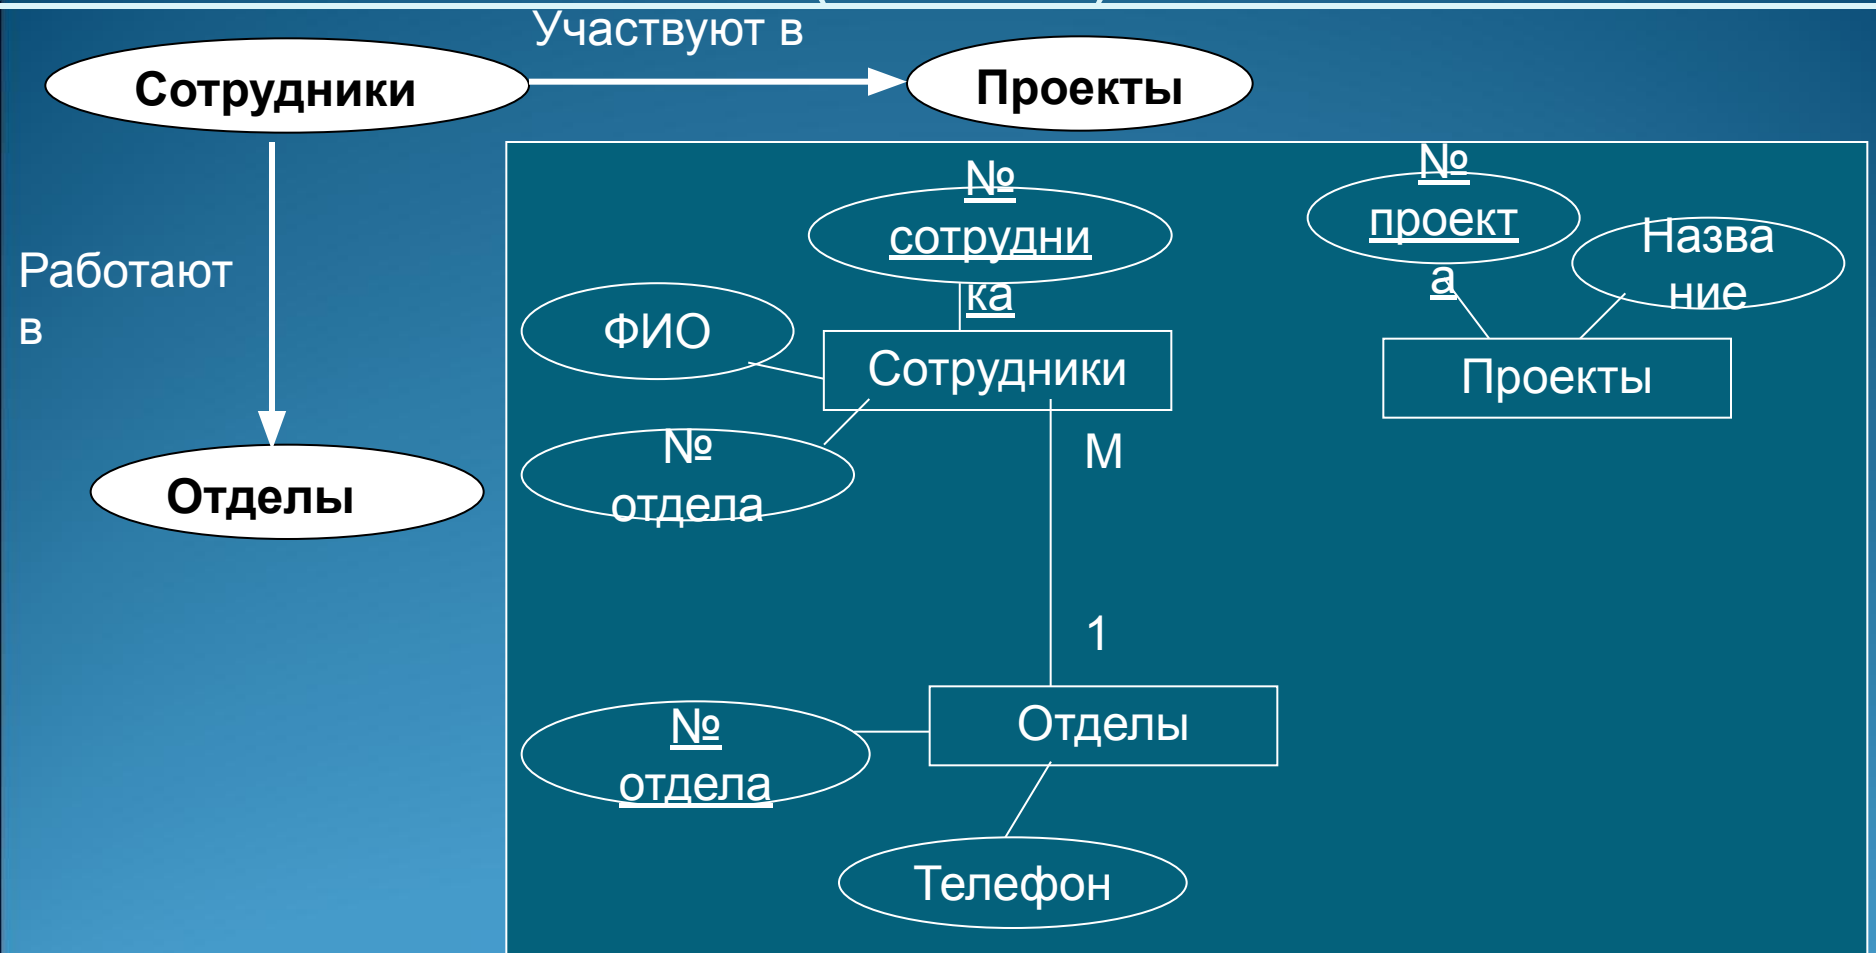 Участвуют в
Сотрудники
Проекты
Работают
в
Отделы
№
сотрудни
ка
№
проект
а
Назва
ние
ФИО
Сотрудники
Проекты
№
отдела
М
1
№
отдела
Отделы
Телефон